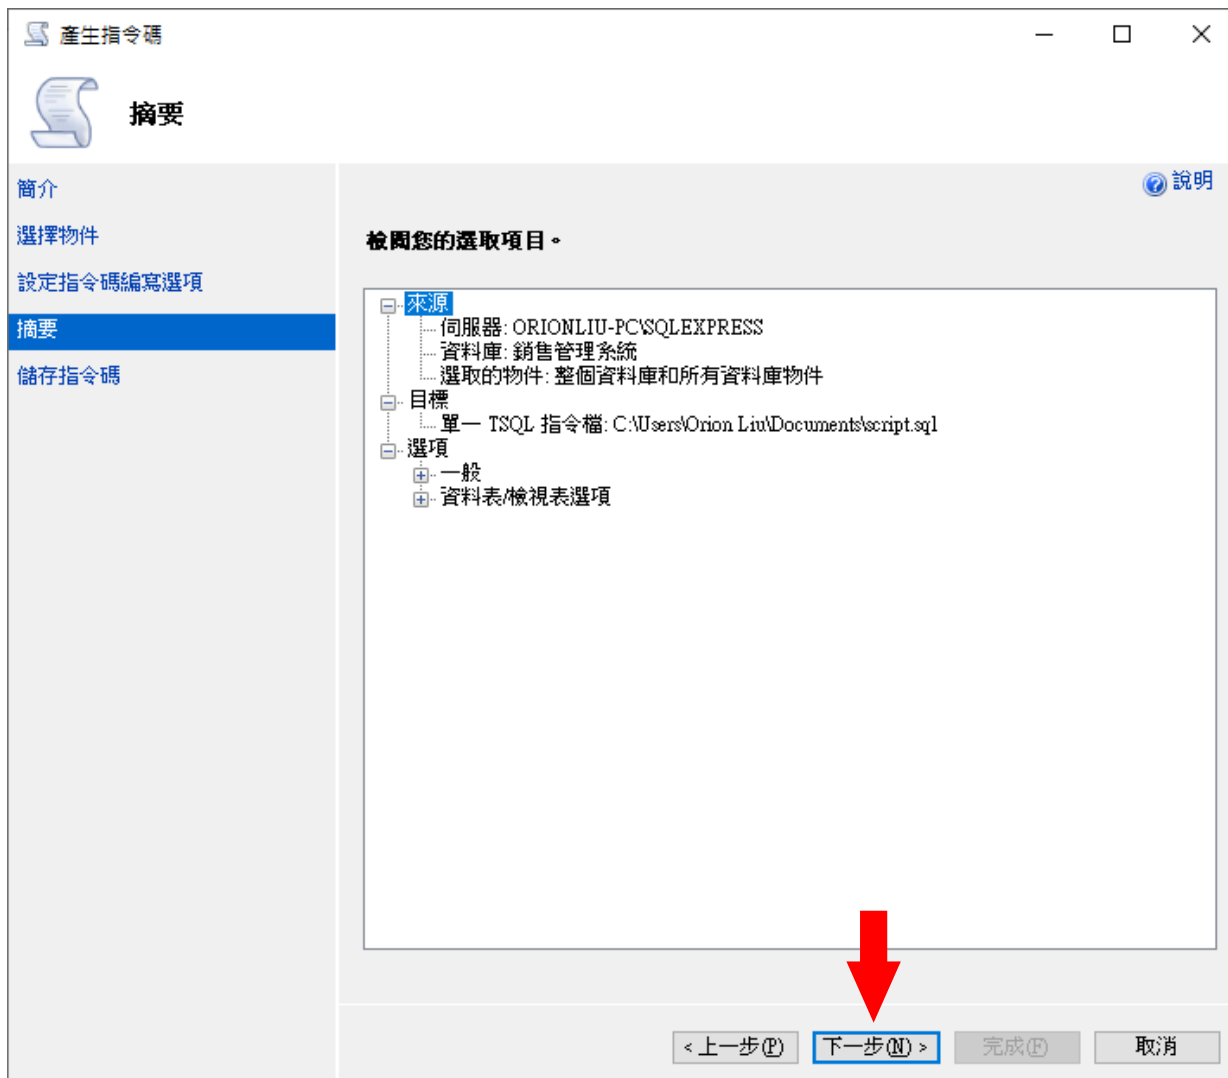 產生指令碼
摘要
簡介
選擇物件
設定指令碼編寫選項
摘要
儲存指令碼
說明
檢閱您的選取項目。
來源
伺服器: ORIONLIU-PC\SQLEXPRESS
資料庫: 銷售管理系統
選取的物件: 整個資料庫和所有資料庫物件
目標
單一 TSQL 指令檔: C:\Users\Orion Liu\Documents\script.sql
選項
一般
資料表/檢視表選項
< 上一步(P)
下一步(N) >
完成(F)
取消